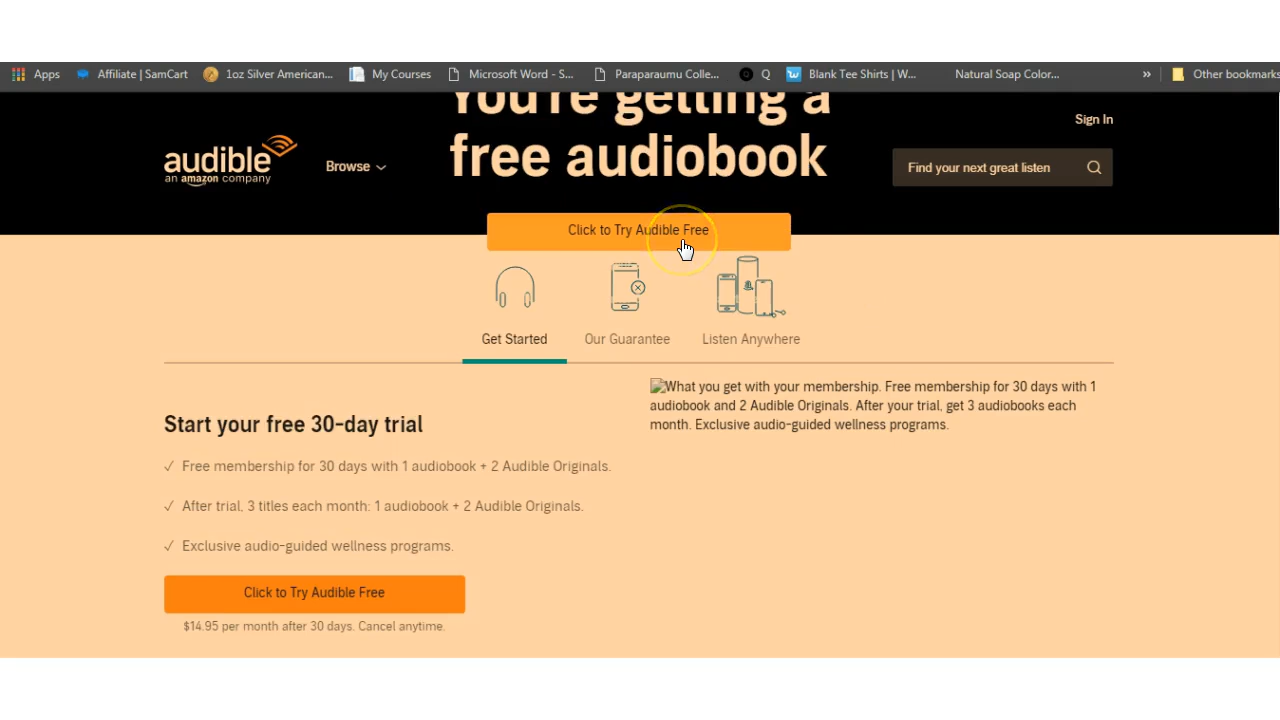 Apps
Affiliate | SamCart
1oz Silver American...
My Courses
Microsoft Word - S...
Paraparaumu Colle...
Q
Blank Tee Shirts | W...
Natural Soap Color...
»
Other bookmarks
You're getting a
free audiobook
Sign In
audible
an amazon company
Browse
Find your next great listen
Click to Try Audible Free
Get Started
Our Guarantee
Listen Anywhere
What you get with your membership. Free membership for 30 days with 1
audiobook and 2 Audible Originals. After your trial, get 3 audiobooks each
month. Exclusive audio-guided wellness programs.
Start your free 30-day trial
✓ Free membership for 30 days with 1 audiobook + 2 Audible Originals.
✓ After trial, 3 titles each month: 1 audiobook + 2 Audible Originals.
✓ Exclusive audio-guided wellness programs.
Click to Try Audible Free
$14.95 per month after 30 days. Cancel anytime.